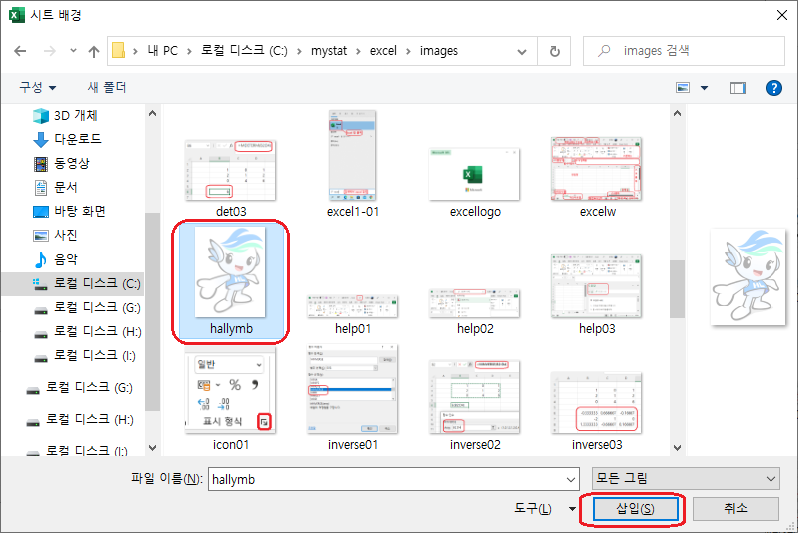 시트 배경
내 PC > 로컬 디스크 (C:) > mystat > excel > images
images 검색
구성
새 폴더
3D 개체
다운로드
동영상
문서
바탕 화면
사진
음악
로컬 디스크 (C:)
로컬 디스크 (G:)
로컬 디스크 (H:)
로컬 디스크 (I:)
로컬 디스크 (G:)
로컬 디스크 (H:)
로컬 디스크 (I:)
det03
excel1-01
excellogo
excelw
hallymb
help01
help02
help03
일반
표시 형식
icon01
inverse01
inverse02
inverse03
파일 이름(N):
hallymb
모든 그림
도구(L)
삽입(S)
취소